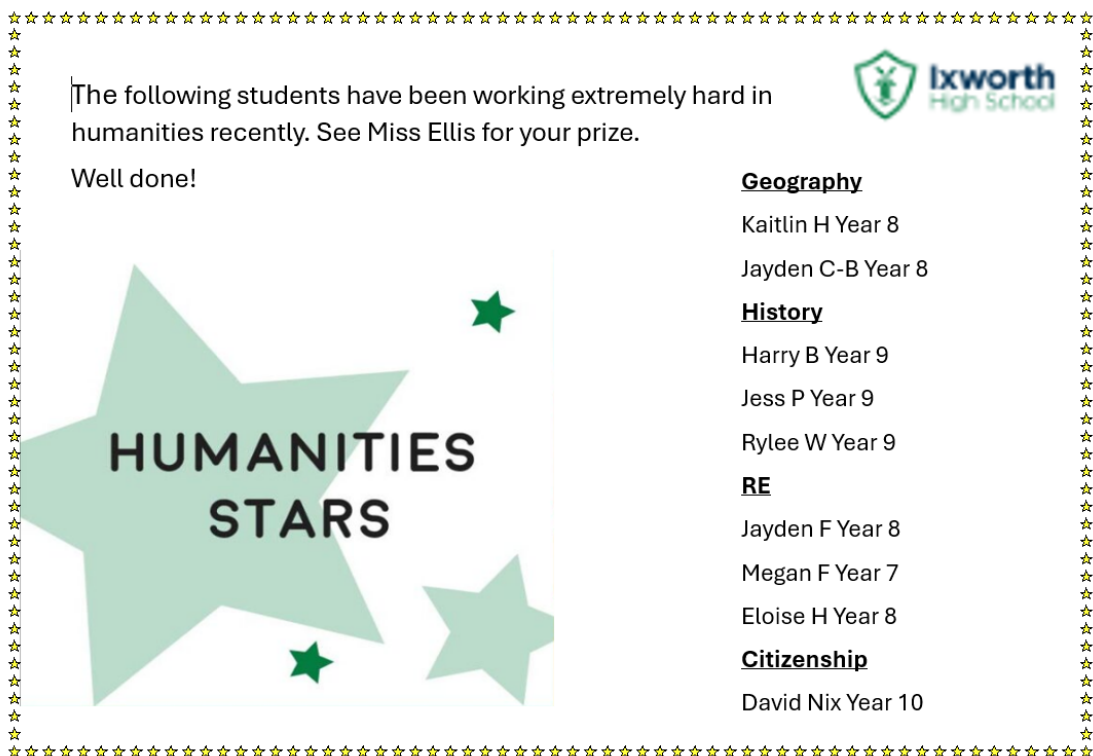 The following students have been working extremely hard in
humanities recently. See Miss Ellis for your prize.
Well done!
Ixworth
High School
HUMANITIES
STARS
Geography
Kaitlin H Year 8
Jayden C-B Year 8
History
Harry B Year 9
Jess P Year 9
Rylee W Year 9
RE
Jayden F Year 8
Megan F Year 7
Eloise H Year 8
Citizenship
David Nix Year 10